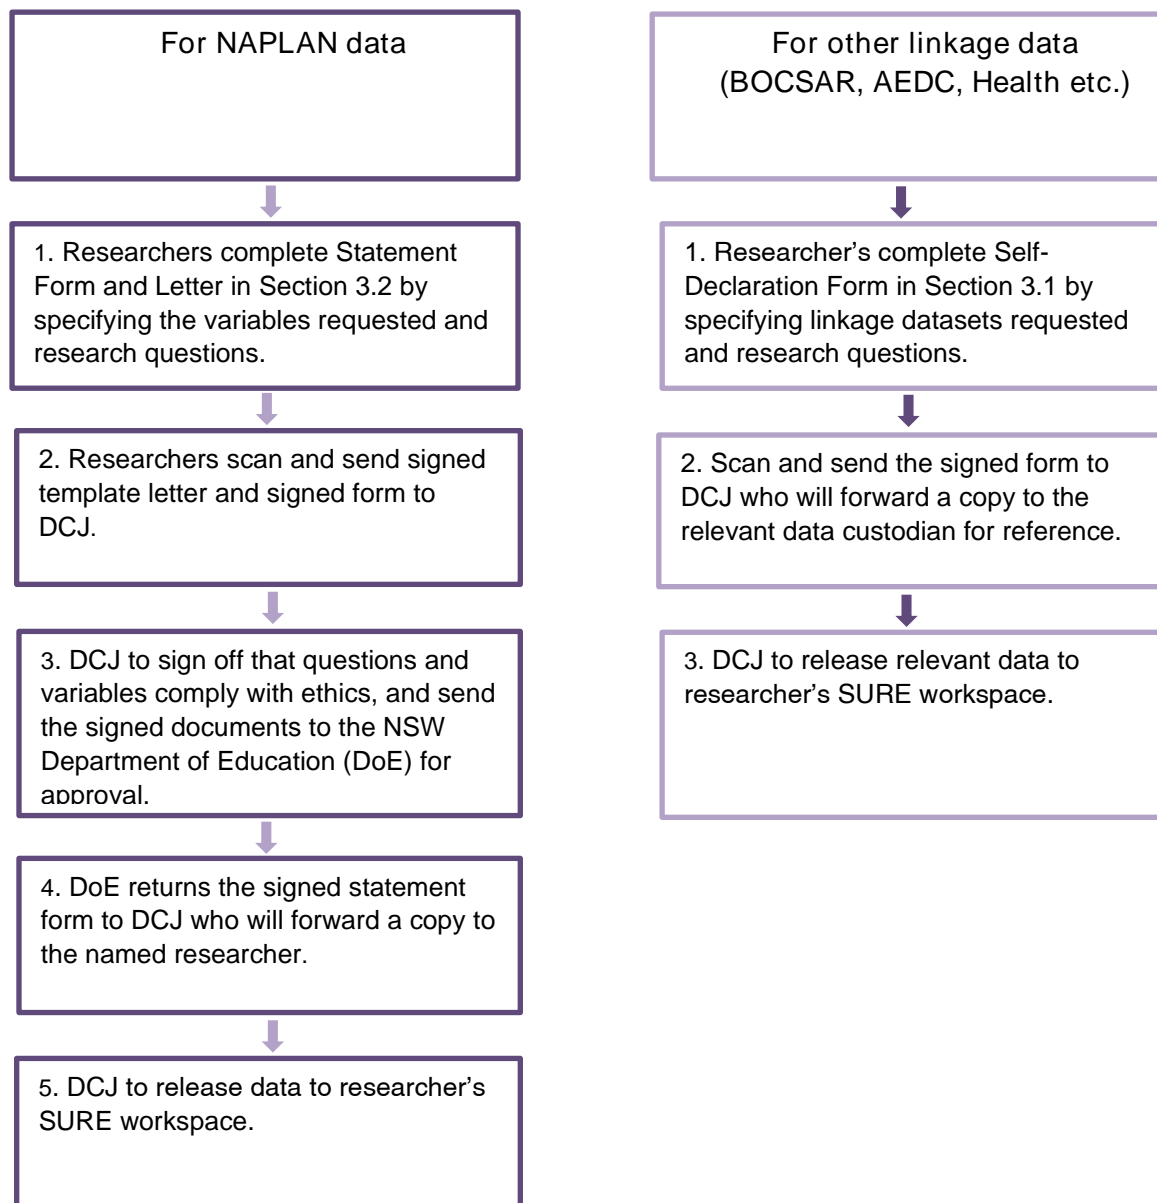 For NAPLAN data
1. Researchers complete Statement
Form and Letter in Section 3.2 by
specifying the variables requested and
research questions.
2. Researchers scan and send signed
template letter and signed form to
DCJ.
3. DCJ to sign off that questions and
variables comply with ethics, and send
the signed documents to the NSW
Department of Education (DoE) for
approval.
4. DoE returns the signed statement
form to DCJ who will forward a copy to
the named researcher.
5. DCJ to release data to researcher’s
SURE workspace.
For other linkage data
(BOCSAR, AEDC, Health etc.)
1. Researcher’s complete Self-
Declaration Form in Section 3.1 by
specifying linkage datasets requested
and research questions.
2. Scan and send the signed form to
DCJ who will forward a copy to the
relevant data custodian for reference.
3. DCJ to release relevant data to
researcher’s SURE workspace.